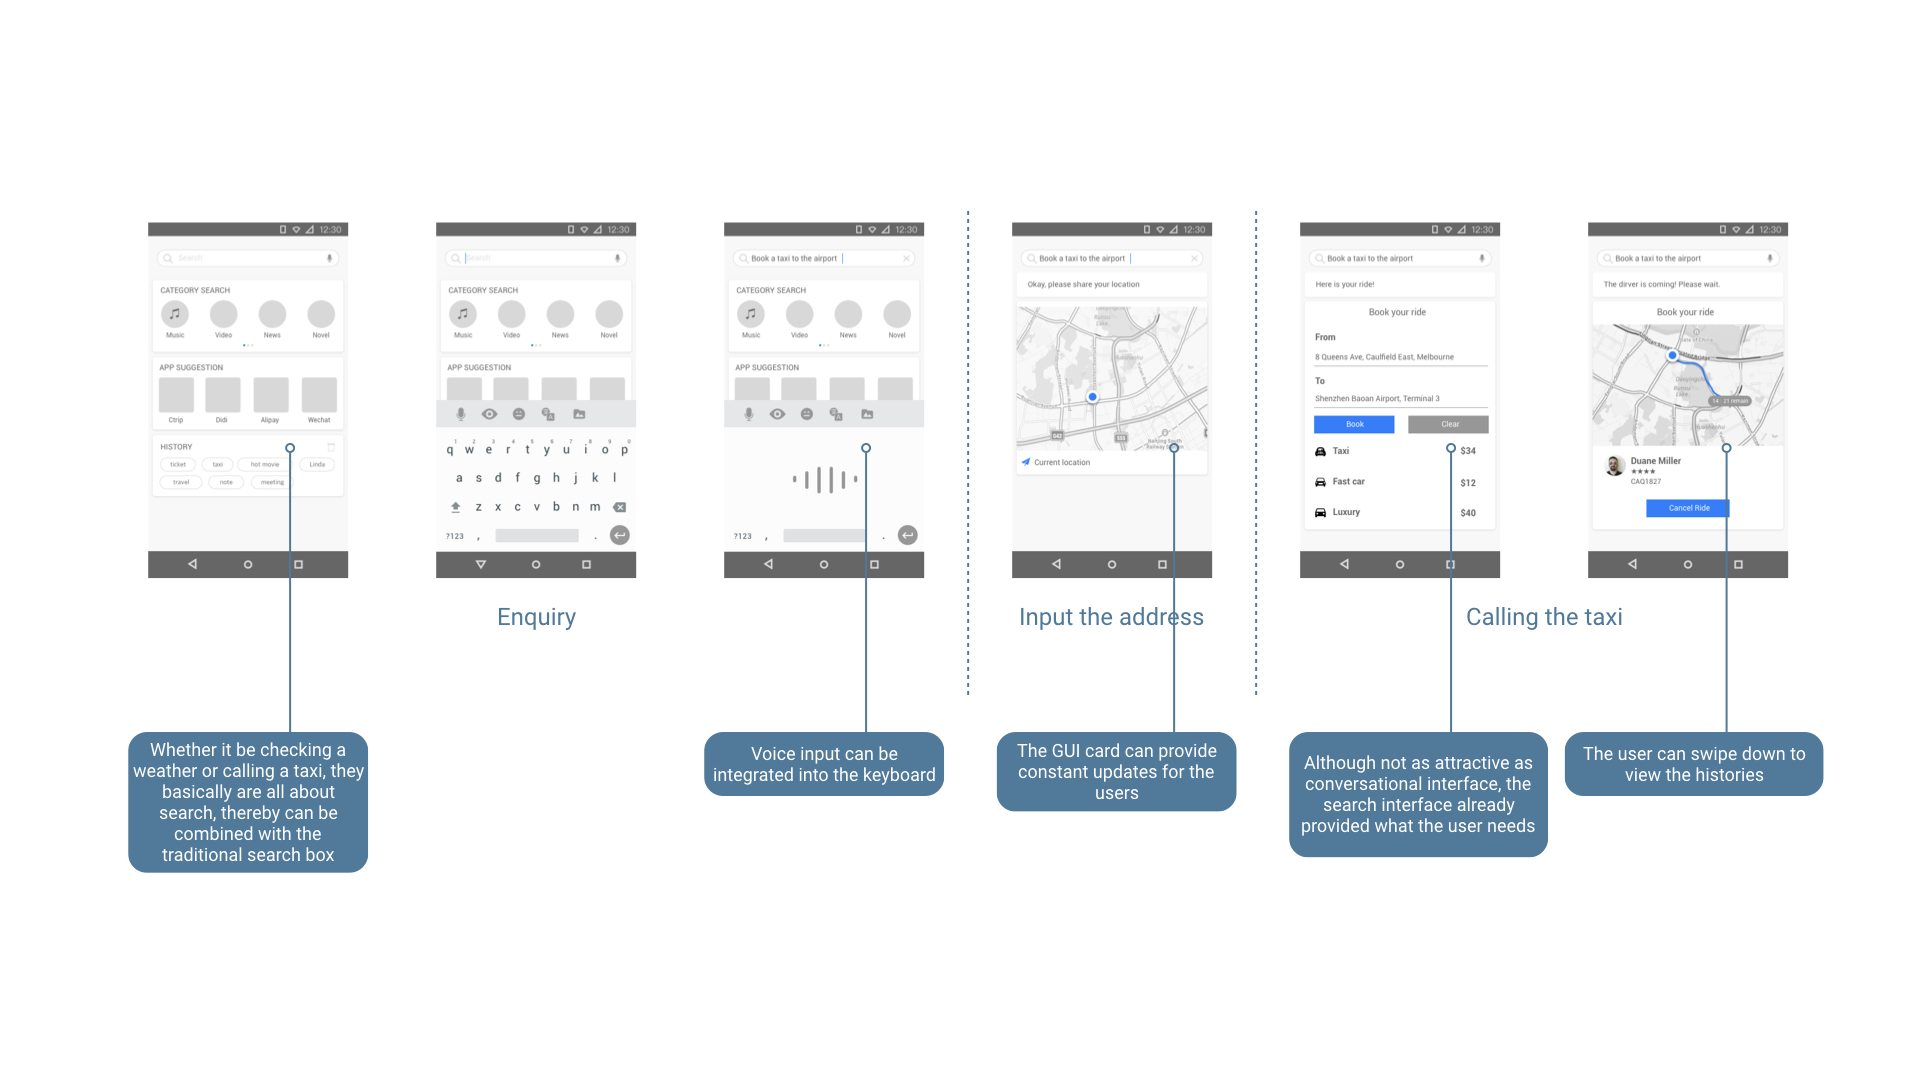 12:30
Search
CATEGORY SEARCH
Music Video News Novel
APP SUGGESTION
Ctrip Didi Alipay Wechat
HISTORY
ticket taxi hot movie Linda
travel note meeting
12:30
Search
CATEGORY SEARCH
Music Video News Novel
APP SUGGESTION
1 2 3 4 5 6 7 8 9 0
q w e r t y u i o p
a s d f g h j k l
z x c v b n m
?123 , .
12:30
Book a taxi to the airport
CATEGORY SEARCH
Music Video News Novel
APP SUGGESTION
?123 , .
12:30
Book a taxi to the airport
Okay, please share your location
Current location
12:30
Book a taxi to the airport
Here is your ride!
Book your ride
From
8 Queens Ave, Caulfield East, Melbourne
To
Shenzhen Baoan Airport, Terminal 3
Book Clear
Taxi $34
Fast car $12
Luxury $40
12:30
Book a taxi to the airport
The dirver is coming! Please wait.
Book your ride
Duane Miller
★★★★
CAQ1827
Cancel Ride
Enquiry
Input the address
Calling the taxi
Whether it be checking a
weather or calling a taxi, they
basically are all about
search, thereby can be
combined with the
traditional search box
Voice input can be
integrated into the keyboard
The GUI card can provide
constant updates for the
users
Although not as attractive as
conversational interface, the
search interface already
provided what the user needs
The user can swipe down to
view the histories